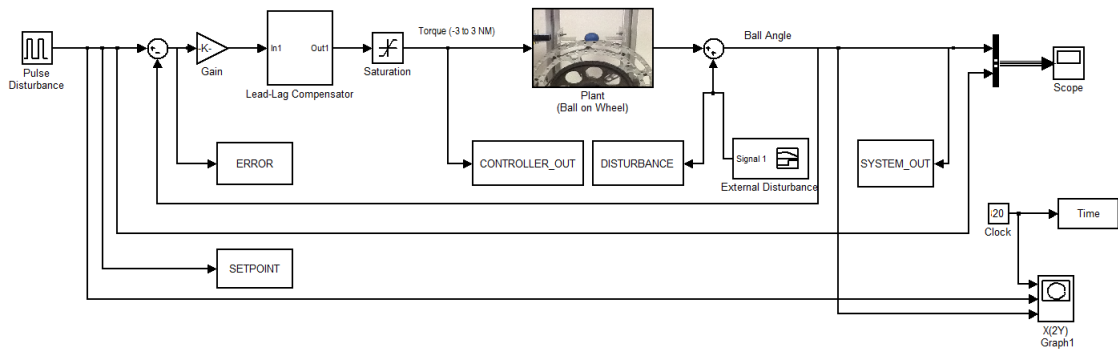 Pulse
Disturbance
-K-
Gain
In1
Out1
Lead-Lag Compensator
Saturation
Torque (-3 to 3 NM)
Plant
(Ball on Wheel)
Ball Angle
Scope
ERROR
CONTROLLER_OUT
DISTURBANCE
Signal 1
External Disturbance
SYSTEM_OUT
Clock
Time
SETPOINT
X(2Y)
Graph1